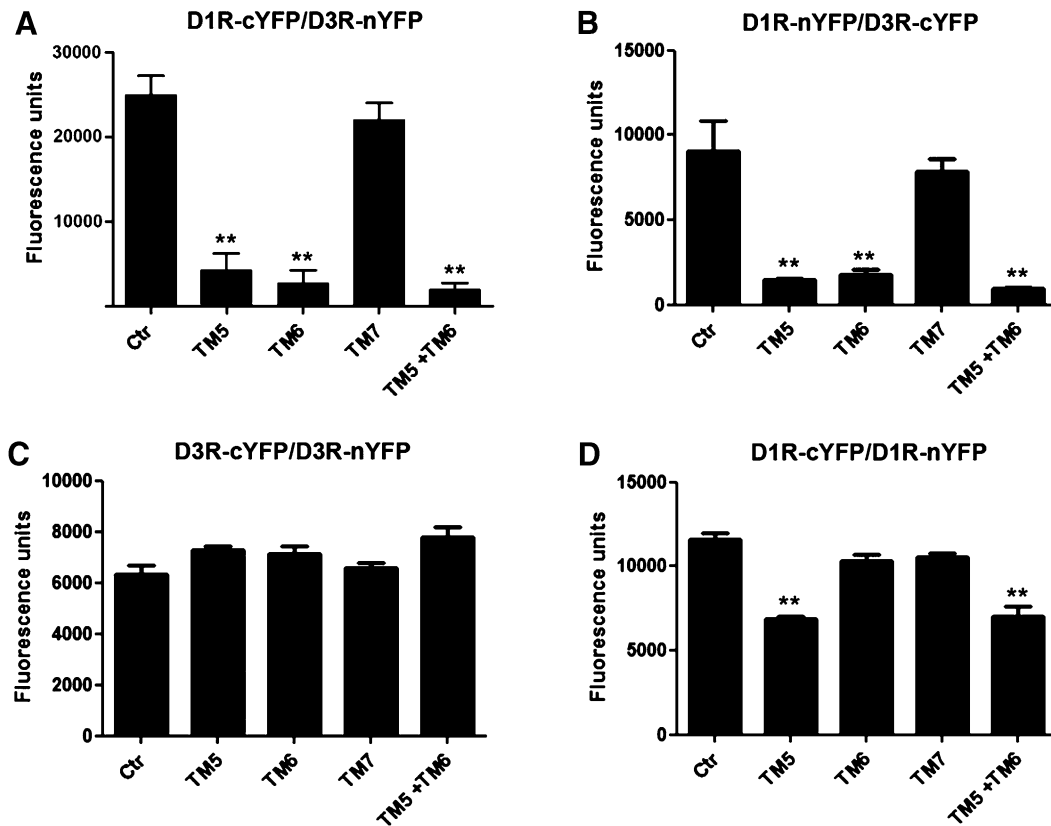 A
D1R-cYFP/D3R-nYFP
Fluorescence units
30000
20000
10000
**
**
**
Ctr
TM5
TM6
TM7
TM5 +TM6
B
D1R-nYFP/D3R-cYFP
Fluorescence units
15000
10000
5000
0
**
**
**
Ctr
TM5
TM6
TM7
TM5 +TM6
C
D3R-cYFP/D3R-nYFP
Fluorescence units
10000
8000
6000
4000
2000
0
Ctr
TM5
TM6
TM7
TM5 +TM6
D
D1R-cYFP/D1R-nYFP
Fluorescence units
15000
10000
5000
0
**
**
Ctr
TM5
TM6
TM7
TM5 +TM6